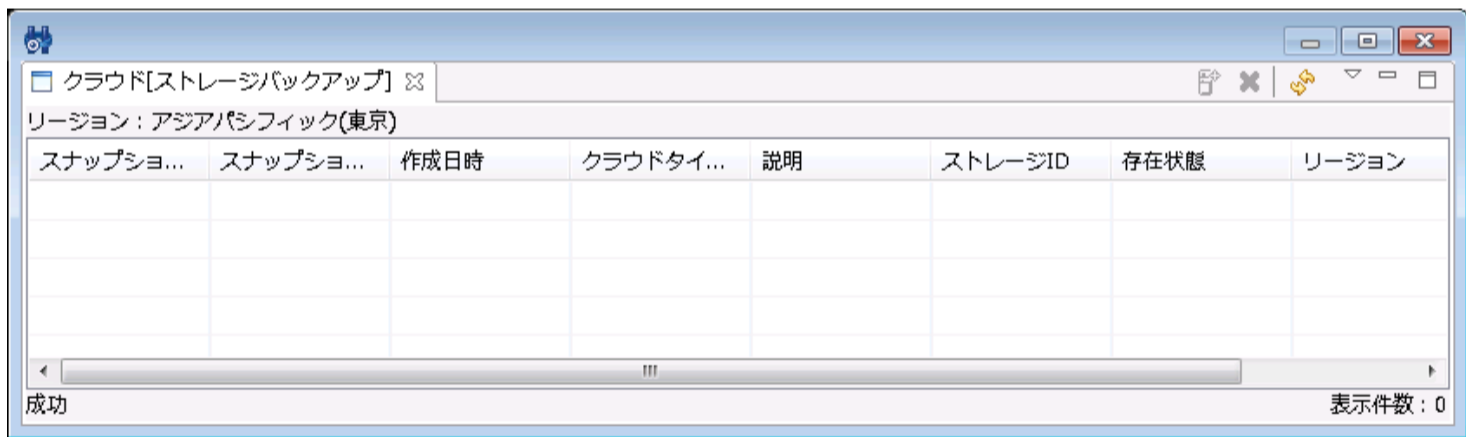 クラウド[ストレージバックアップ]
リージョン：アジアパシフィック(東京)
スナップショ... スナップショ... 作成日時 クラウドタイ... 説明 ストレージID 存在状態 リージョン
成功 表示件数：0